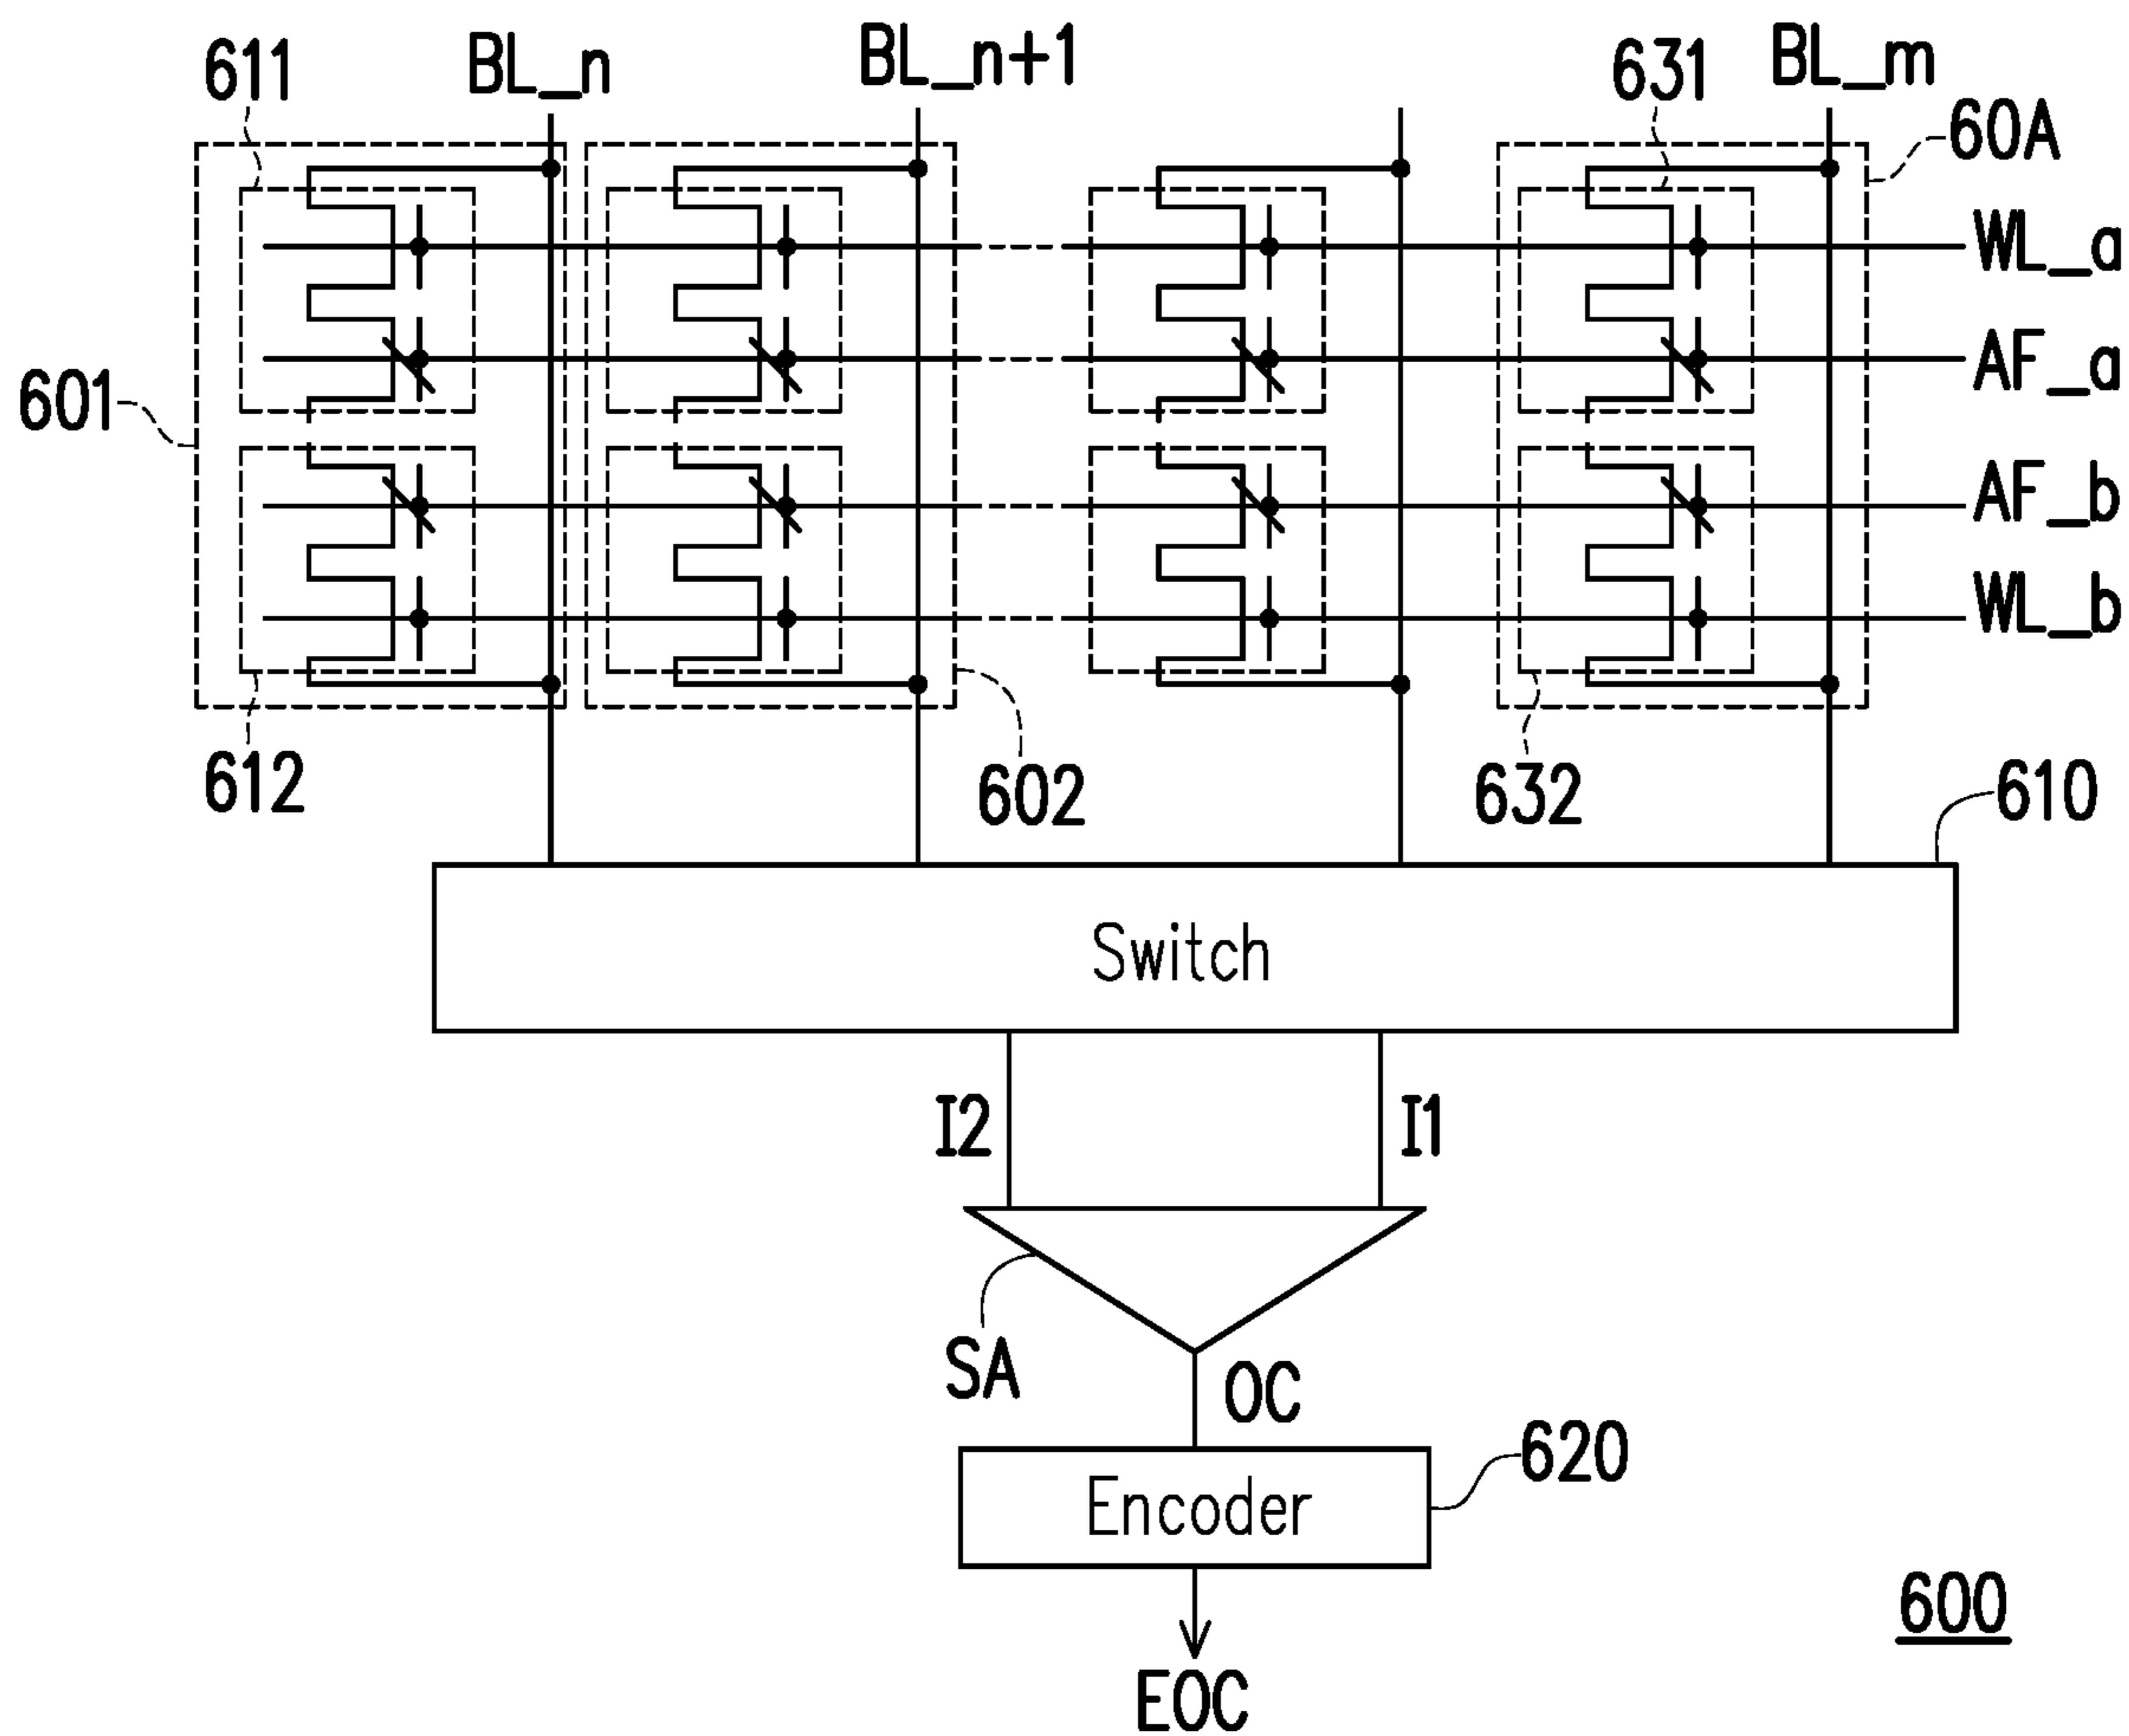 611
BL_n
BL_n+1
631
BL_m
60A
WL_a
AF_a
601
AF_b
WL_b
612
602
632
610
Switch
I2
I1
SA
OC
620
Encoder
600
EOC